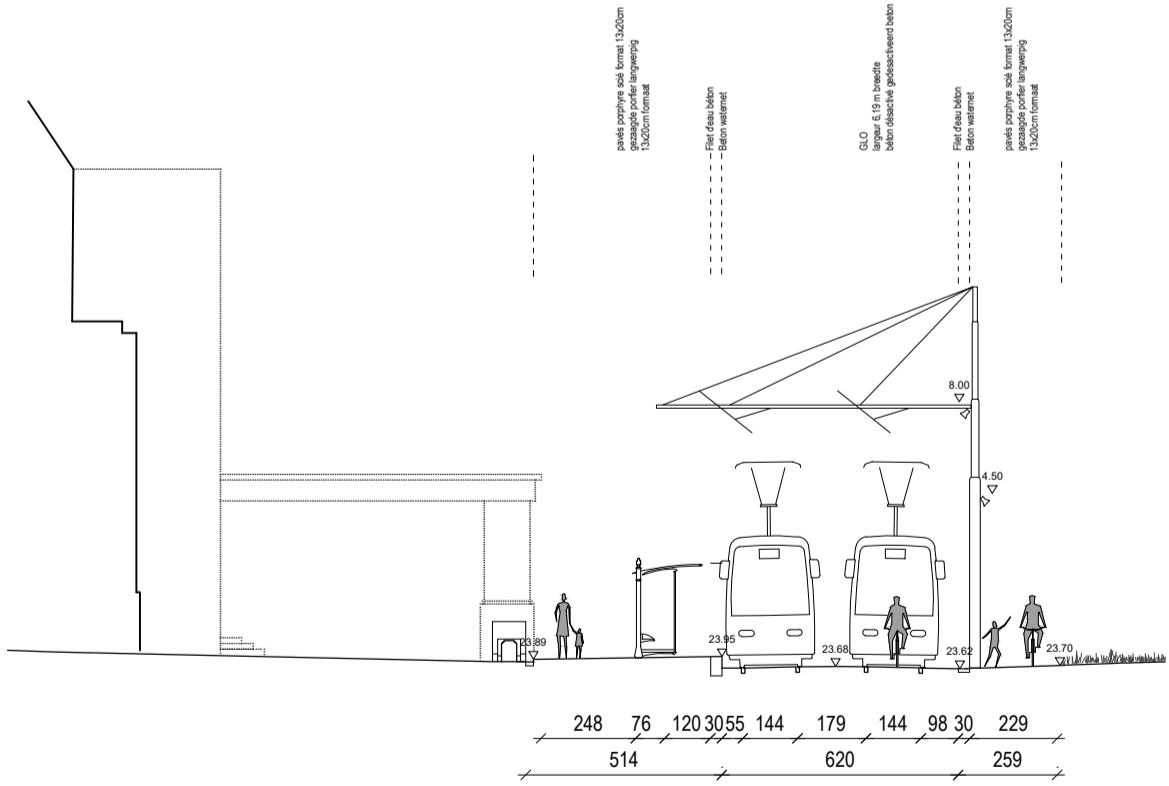 pavés porphyre scié format 13x20cm
gezaagde porfier langwerpig
13x20cm formaat
Filet d'eau béton
Beton waternet
GLO
largeur 6,19 m breedte
béton désactivé gedesactiveerd beton
Filet d'eau béton
Beton waternet
pavés porphyre scié format 13x20cm
gezaagde porfier langwerpig
13x20cm formaat
8.00
4.50
23.89
23.95
23.68
23.62
23.70
248 76 120 30 55 144 179 144 98 30 229
514 620 259